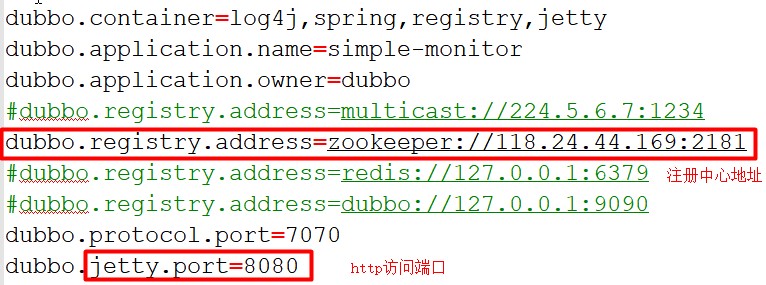 dubbo.container=log4j,spring,registry,jetty
dubbo.application.name=simple-monitor
dubbo.application.owner=dubbo
#dubbo.registry.address=multicast://224.5.6.7:1234
dubbo.registry.address=zookeeper://118.24.44.169:2181
#dubbo.registry.address=redis://127.0.0.1:6379 注册中心地址
#dubbo.registry.address=dubbo://127.0.0.1:9090
dubbo.protocol.port=7070
dubbo.jetty.port=8080 http访问端口